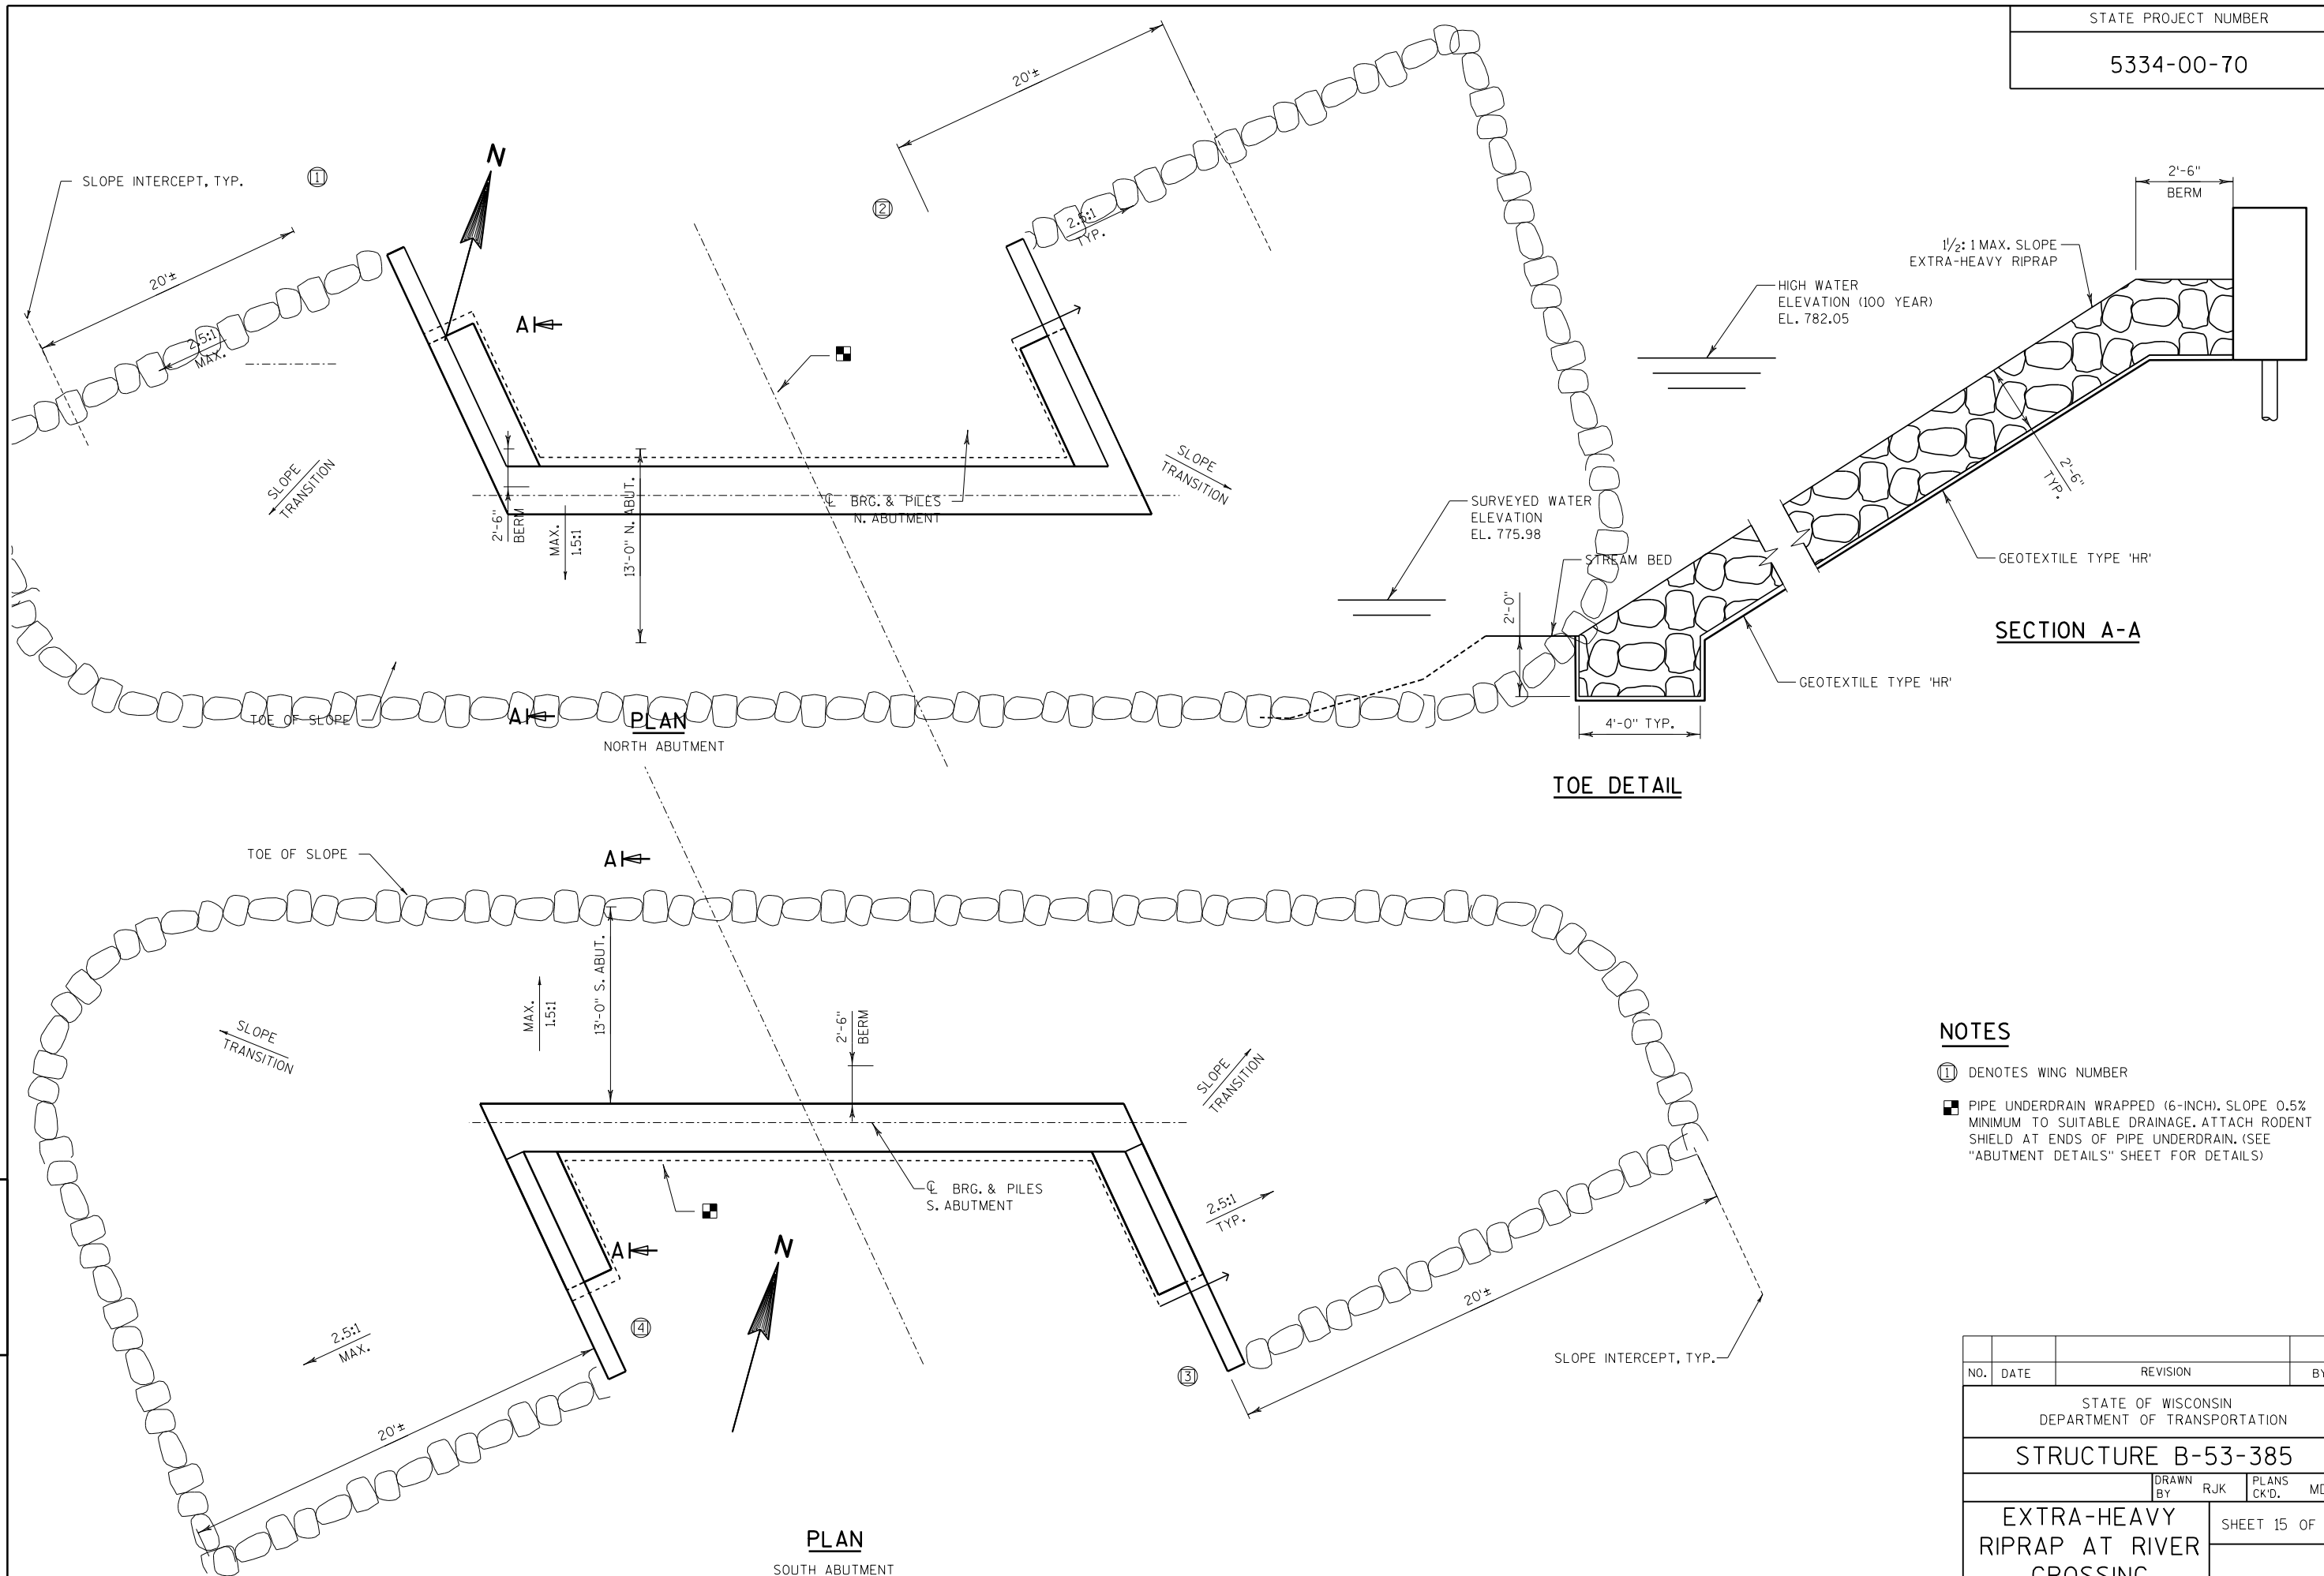 STATE PROJECT NUMBER
5334-00-70
SLOPE INTERCEPT, TYP.
1
N
20'±
2
20'±
2.5:1
TYP.
2.5:1
MAX.
A
SLOPE
TRANSITION
2'-6"
BERM
MAX.
1.5:1
13'-0" N. ABUT.
℄ BRG. & PILES
N. ABUTMENT
SLOPE
TRANSITION
TOE OF SLOPE
A
PLAN
NORTH ABUTMENT
2'-6"
BERM
1½: 1 MAX. SLOPE
EXTRA-HEAVY RIPRAP
HIGH WATER
ELEVATION (100 YEAR)
EL. 782.05
2'-6"
TYP.
SURVEYED WATER
ELEVATION
EL. 775.98
STREAM BED
2'-0"
GEOTEXTILE TYPE 'HR'
SECTION A-A
GEOTEXTILE TYPE 'HR'
4'-0" TYP.
TOE DETAIL
TOE OF SLOPE
A
SLOPE
TRANSITION
MAX.
1.5:1
13'-0" S. ABUT.
2'-6"
BERM
SLOPE
TRANSITION
℄ BRG. & PILES
S. ABUTMENT
2.5:1
TYP.
A
N
4
3
2.5:1
MAX.
20'±
20'±
SLOPE INTERCEPT, TYP.
PLAN
SOUTH ABUTMENT
NOTES
1 DENOTES WING NUMBER
PIPE UNDERDRAIN WRAPPED (6-INCH). SLOPE 0.5%
MINIMUM TO SUITABLE DRAINAGE. ATTACH RODENT
SHIELD AT ENDS OF PIPE UNDERDRAIN. (SEE
"ABUTMENT DETAILS" SHEET FOR DETAILS)
NO. DATE REVISION BY
STATE OF WISCONSIN
DEPARTMENT OF TRANSPORTATION
STRUCTURE B-53-385
DRAWN BY RJK PLANS CK'D.
EXTRA-HEAVY
RIPRAP AT RIVER
CROSSING
SHEET 15 OF